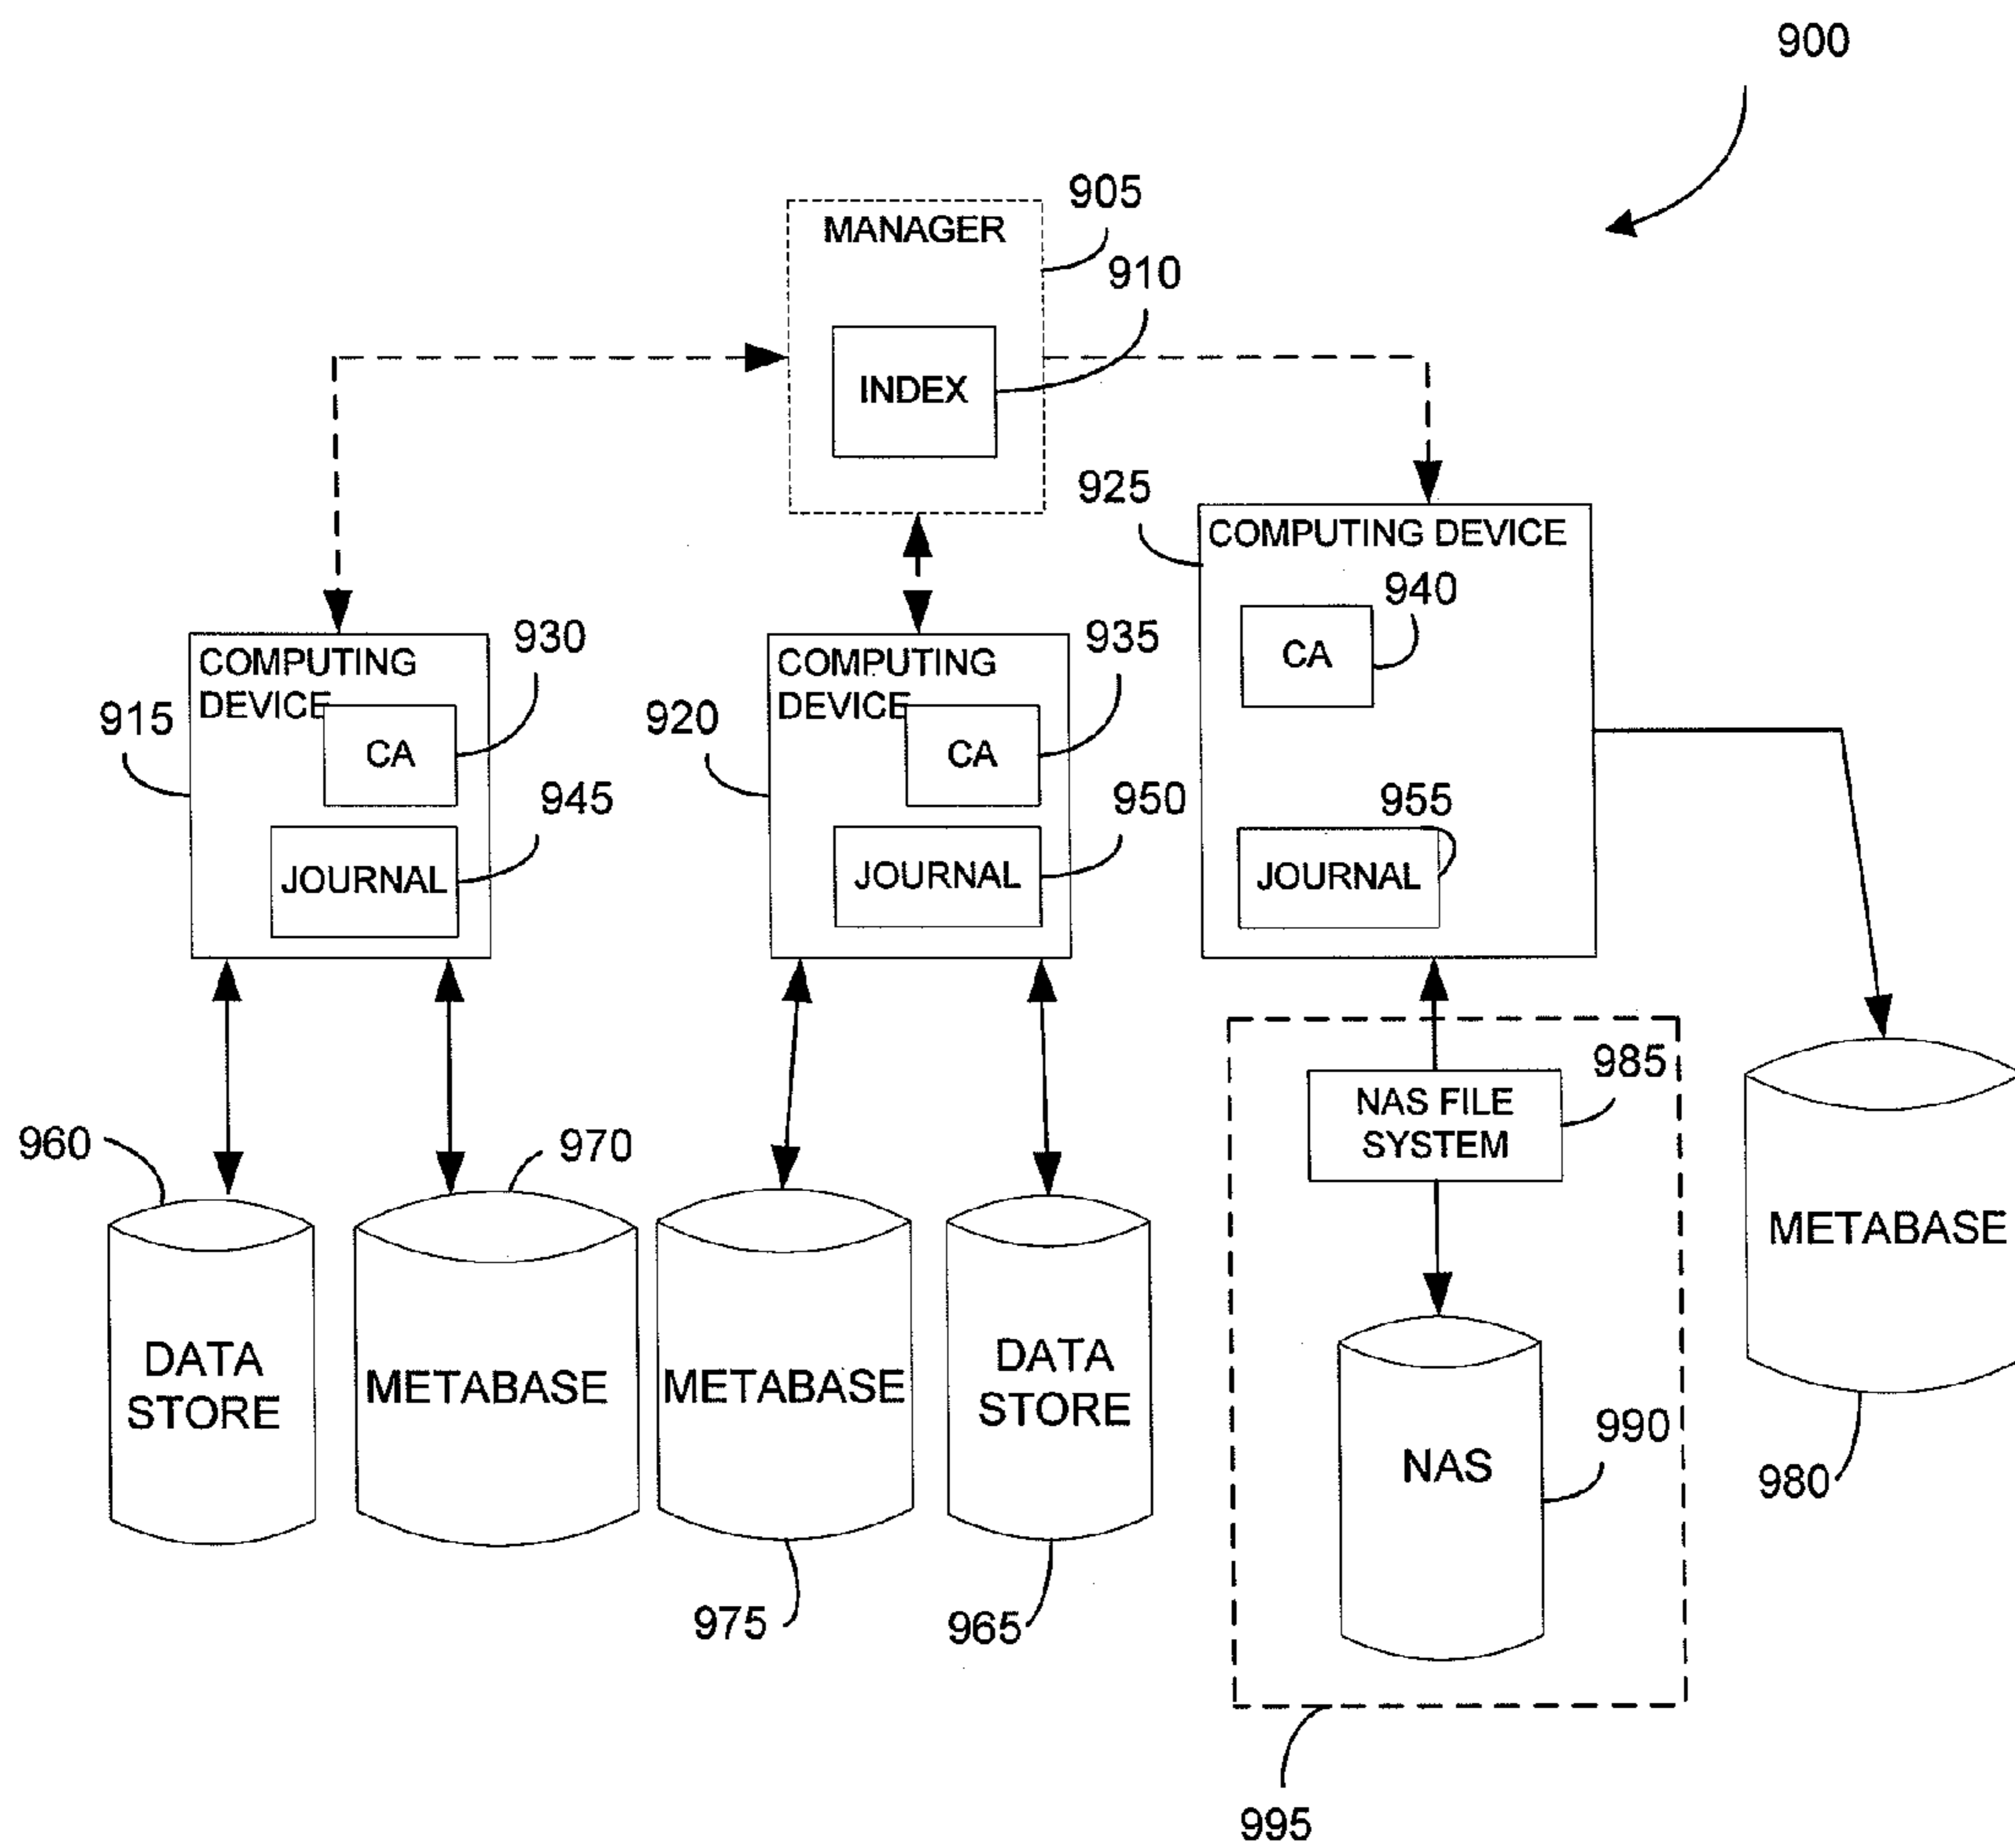 900
905
MANAGER
910
INDEX
925
COMPUTING DEVICE
940
CA
955
JOURNAL
930
COMPUTING
DEVICE
915
CA
945
JOURNAL
935
COMPUTING
DEVICE
920
CA
950
JOURNAL
985
NAS FILE
SYSTEM
960
970
DATA
STORE
METABASE
METABASE
DATA
STORE
METABASE
990
NAS
980
975
965
995